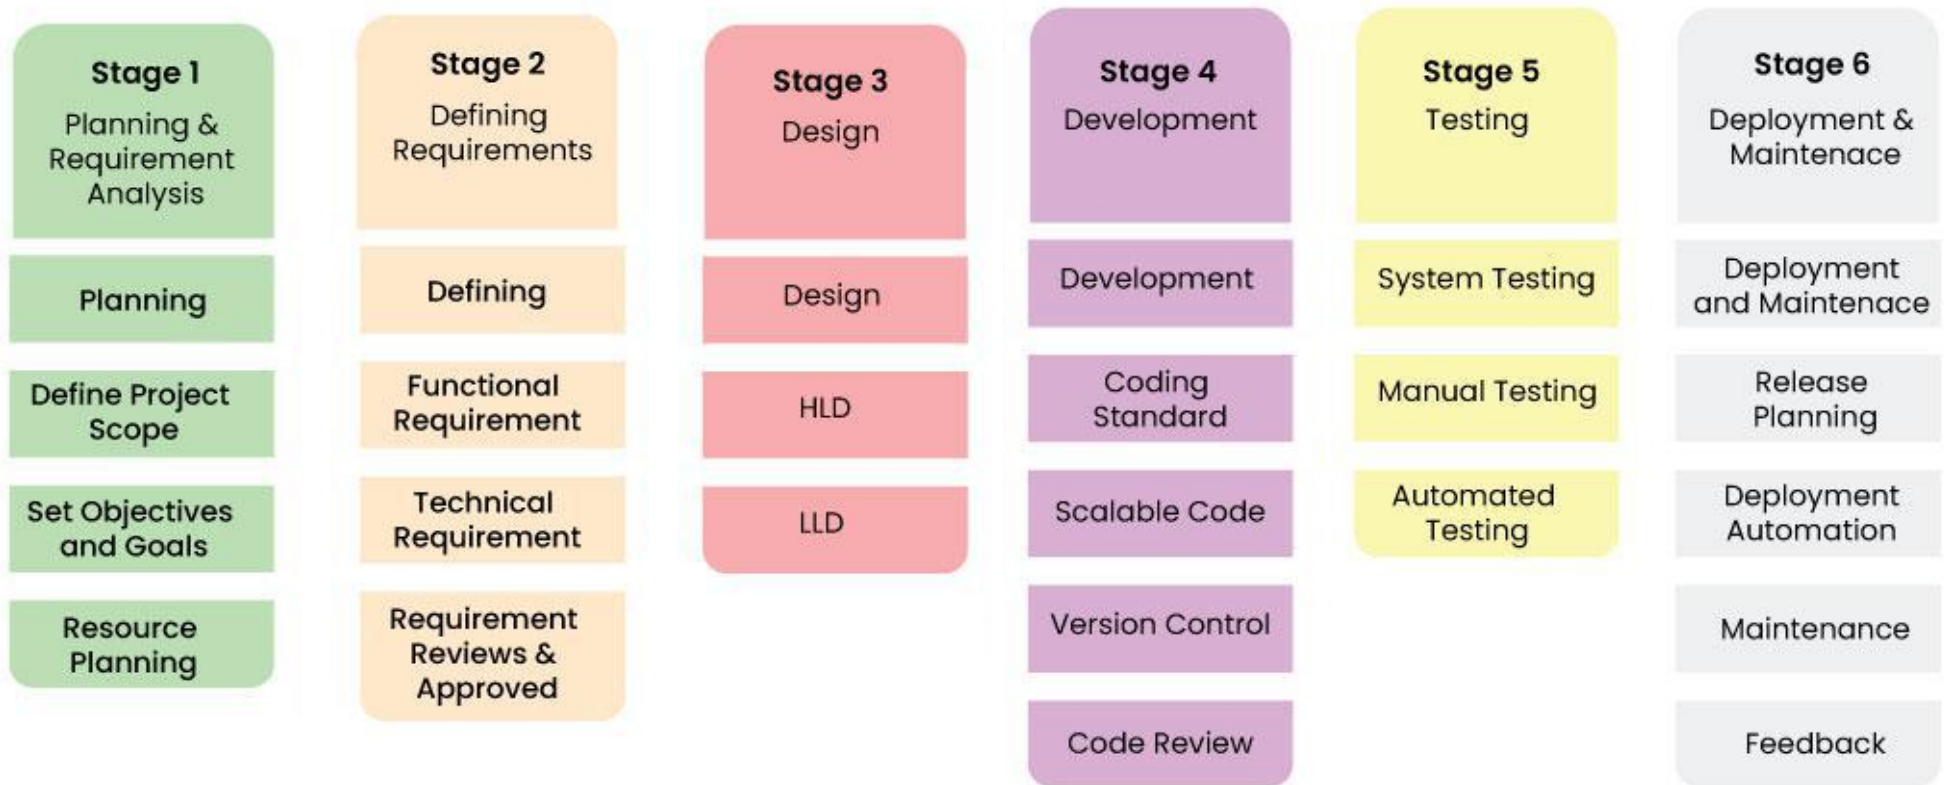 Stage 1
Planning &
Requirement
Analysis
Planning
Define Project
Scope
Set Objectives
and Goals
Resource
Planning
Stage 2
Defining
Requirements
Defining
Functional
Requirement
Technical
Requirement
Requirement
Reviews &
Approved
Stage 3
Design
Design
HLD
LLD
Stage 4
Development
Development
Coding
Standard
Scalable Code
Version Control
Code Review
Stage 5
Testing
System Testing
Manual Testing
Automated
Testing
Stage 6
Deployment &
Maintenace
Deployment
and Maintenace
Release
Planning
Deployment
Automation
Maintenance
Feedback